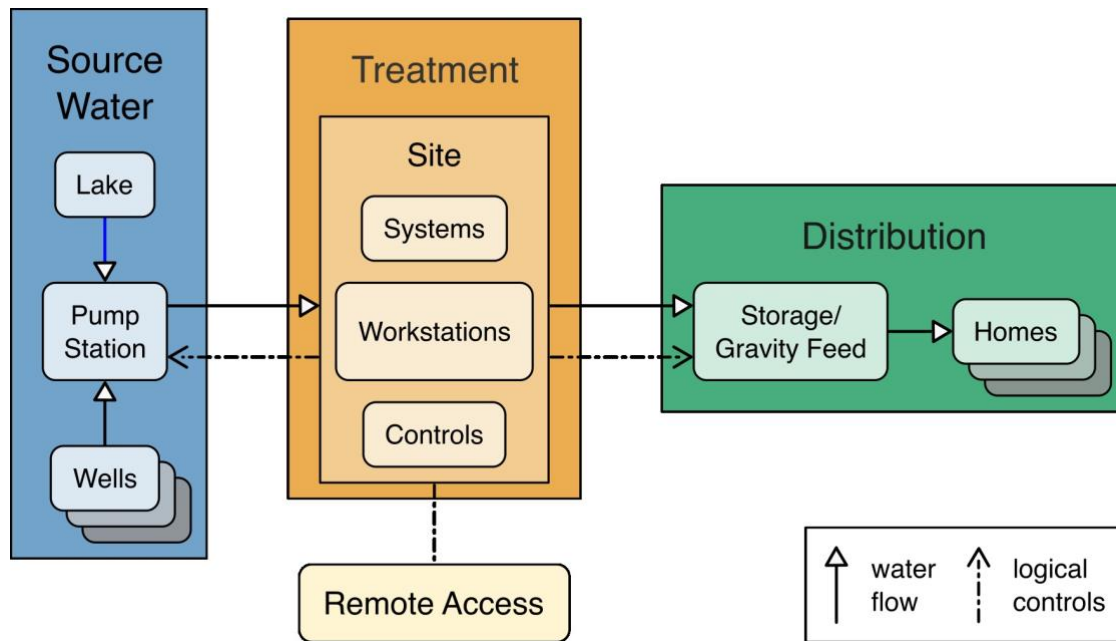 Source
Water
Lake
Pump
Station
Wells
Treatment
Site
Systems
Workstations
Controls
Remote Access
Distribution
Storage/
Gravity Feed
Homes
water
flow
logical
controls